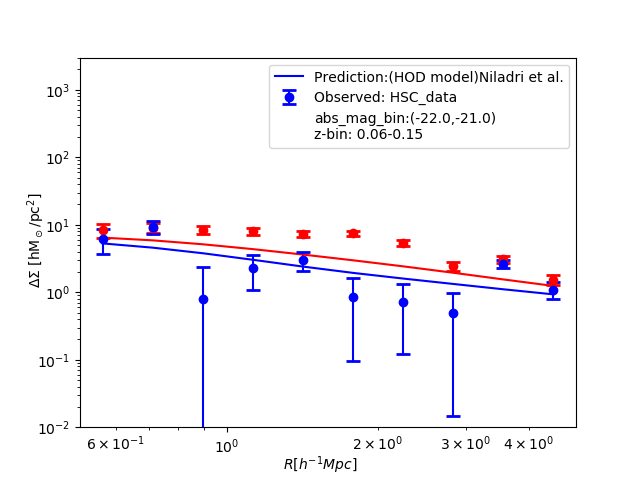 Prediction:(HOD model)Niladri et al.
Observed: HSC_data
abs_mag_bin:(-22.0,-21.0)
z-bin: 0.06-0.15
ΔΣ [hM⊙/pc²]
10³
10²
10¹
10⁰
10⁻¹
10⁻²
6 × 10⁻¹
10⁰
2 × 10⁰
3 × 10⁰
4 × 10⁰
R[h⁻¹Mpc]